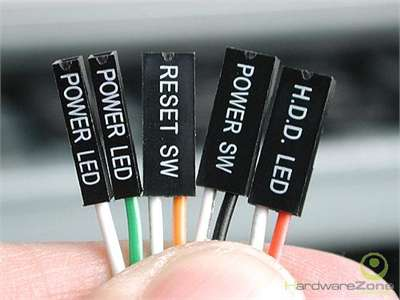 POWER LED
POWER LED
RESET SW
POWER SW
H.D.D. LED
HardwareZone